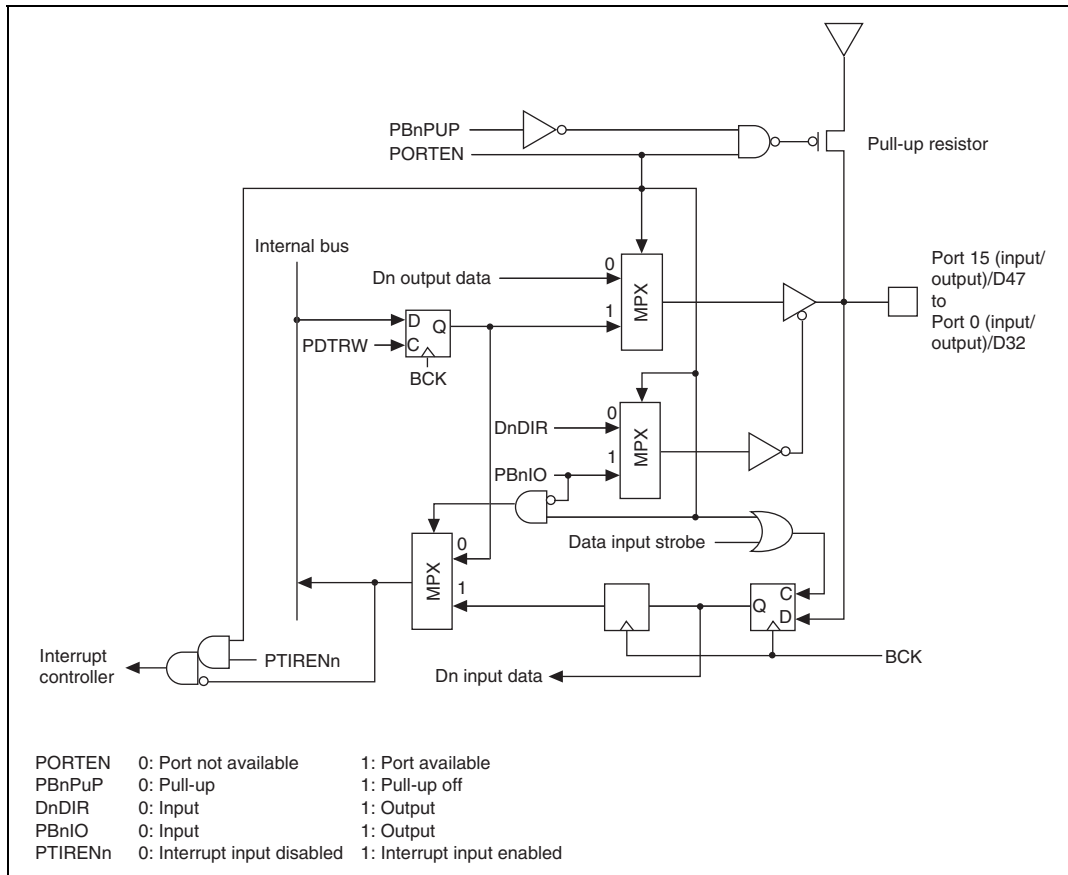 PBnPUP
PORTEN
Pull-up resistor
Internal bus
Dn output data
0
1
MPX
Port 15 (input/
output)/D47
to
Port 0 (input/
output)/D32
D Q
PDTRW
C
BCK
DnDIR
0
MPX
PBnIO
1
Data input strobe
MPX
0
1
Q
C
D
Interrupt
controller
PTIRENn
Dn input data
BCK
PORTEN 0: Port not available 1: Port available
PBnPuP 0: Pull-up 1: Pull-up off
DnDIR 0: Input 1: Output
PBnIO 0: Input 1: Output
PTIRENn 0: Interrupt input disabled 1: Interrupt input enabled